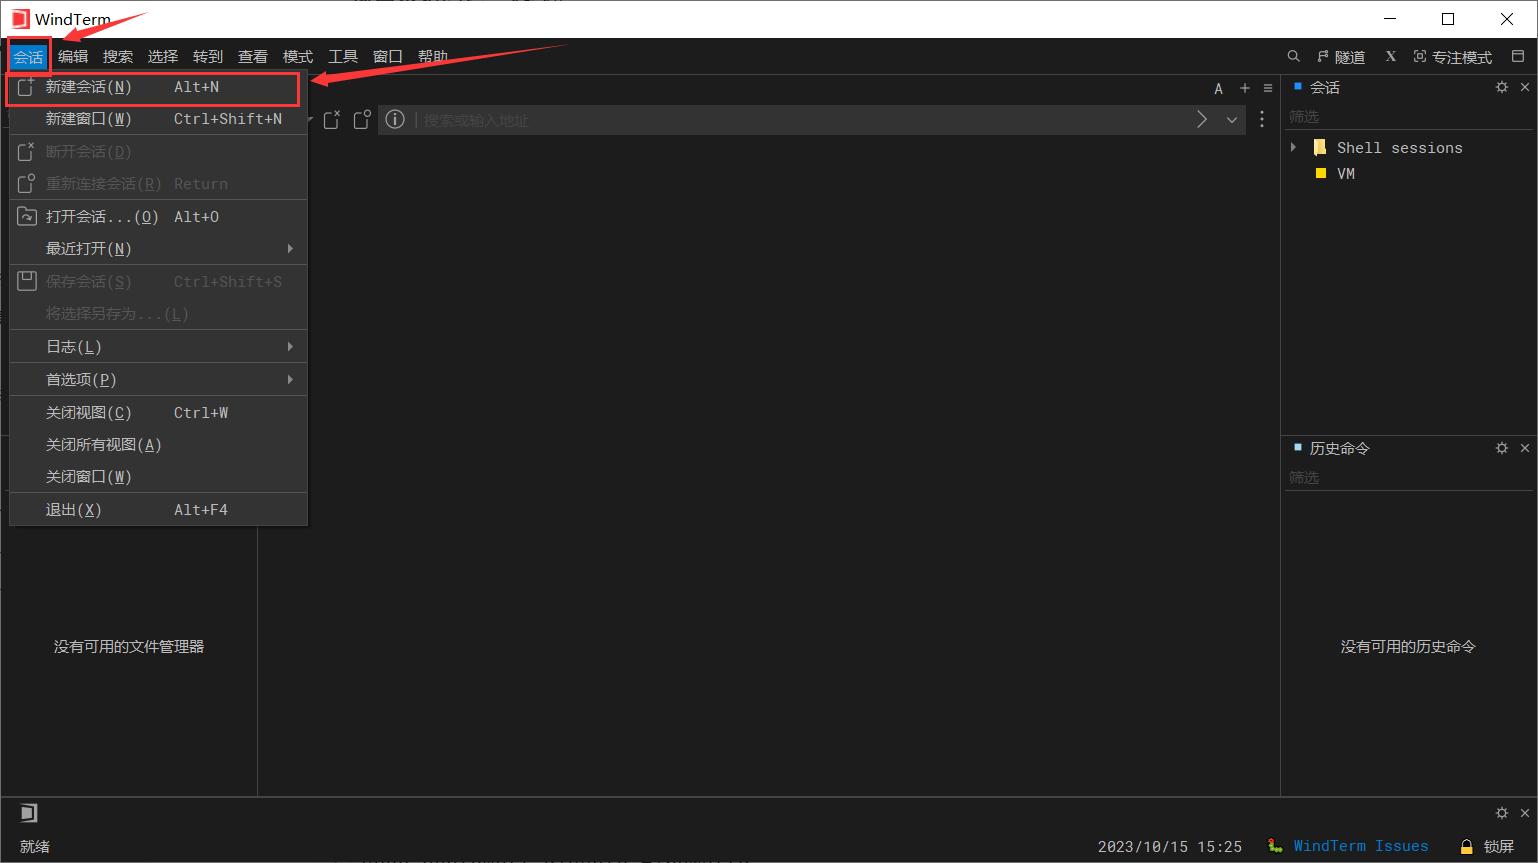 WindTerm
会话 编辑 搜索 选择 转到 查看 模式 工具 窗口 帮助 隧道 X 专注模式
新建会话(N) Alt+N
新建窗口(W) Ctrl+Shift+N
断开会话(D)
重新连接会话(R) Return
打开会话...(O) Alt+O
最近打开(N)
保存会话(S) Ctrl+Shift+S
将选择另存为...(L)
日志(L)
首选项(P)
关闭视图(C) Ctrl+W
关闭所有视图(A)
关闭窗口(W)
退出(X) Alt+F4
A
搜索或输入地址
会话
筛选
Shell sessions
VM
历史命令
筛选
没有可用的文件管理器
没有可用的历史命令
就绪
2023/10/15 15:25 WindTerm Issues 锁屏